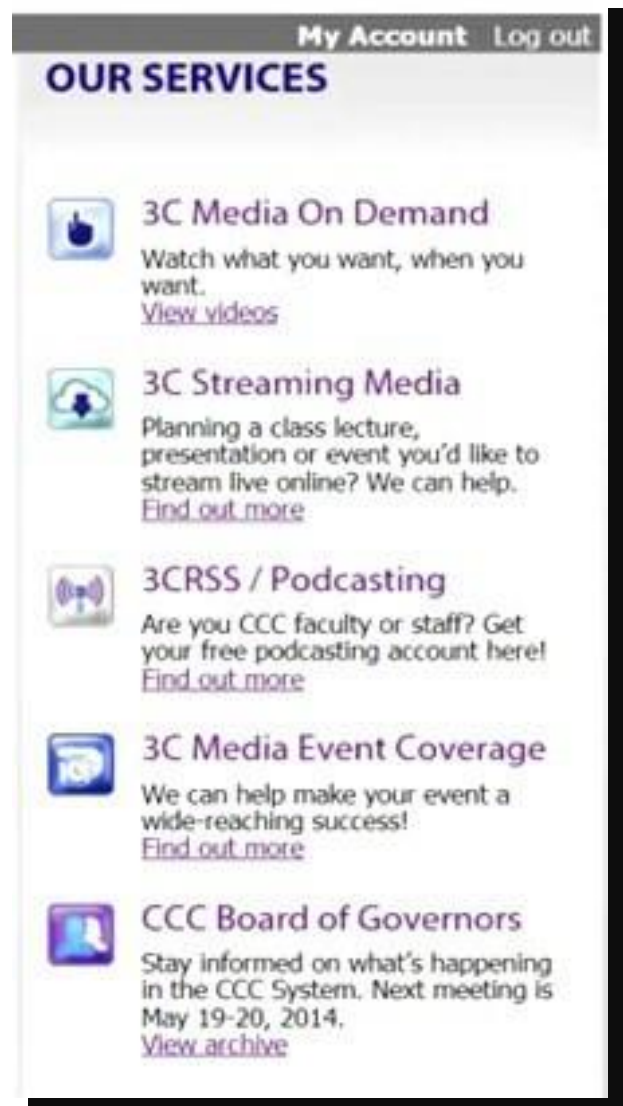 My Account Log out
OUR SERVICES
3C Media On Demand
Watch what you want, when you
want.
View videos
3C Streaming Media
Planning a class lecture,
presentation or event you'd like to
stream live online? We can help.
Find out more
3CRSS / Podcasting
Are you CCC faculty or staff? Get
your free podcasting account here!
Find out more
3C Media Event Coverage
We can help make your event a
wide-reaching success!
Find out more
CCC Board of Governors
Stay informed on what's happening
in the CCC System. Next meeting is
May 19-20, 2014.
View archive